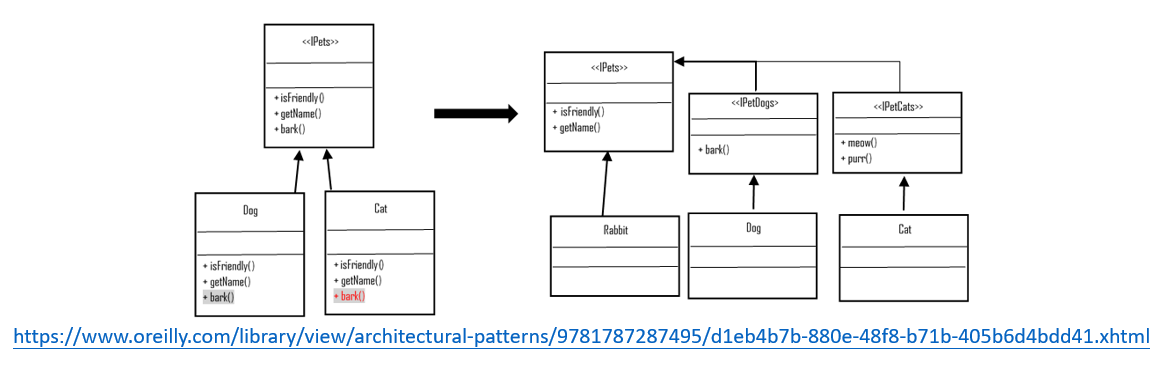 <<IPets>>
+ isFriendly()
+ getName()
+ bark()
Dog
+ isFriendly()
+ getName()
+ bark()
Cat
+ isFriendly()
+ getName()
+ bark()
<<IPets>>
+ isFriendly()
+ getName()
<<IPetDogs>
+ bark()
<<IPetCats>>
+ meow()
+ purr()
Rabbit
Dog
Cat
https://www.oreilly.com/library/view/architectural-patterns/9781787287495/d1eb4b7b-880e-48f8-b71b-405b6d4bdd41.xhtml